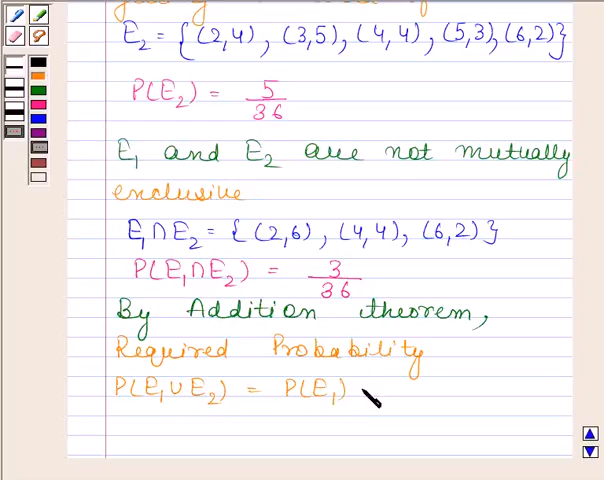 E₂ = {(2,4), (3,5), (4,4), (5,3), (6,2)}
P(E₂) = 5/36
E₁ and E₂ are not mutually
exclusive
E₁∩E₂ = {(2,6), (4,4), (6,2)}
P(E₁∩E₂) = 3/36
By Addition theorem,
Required Probability
P(E₁∪E₂) = P(E₁)